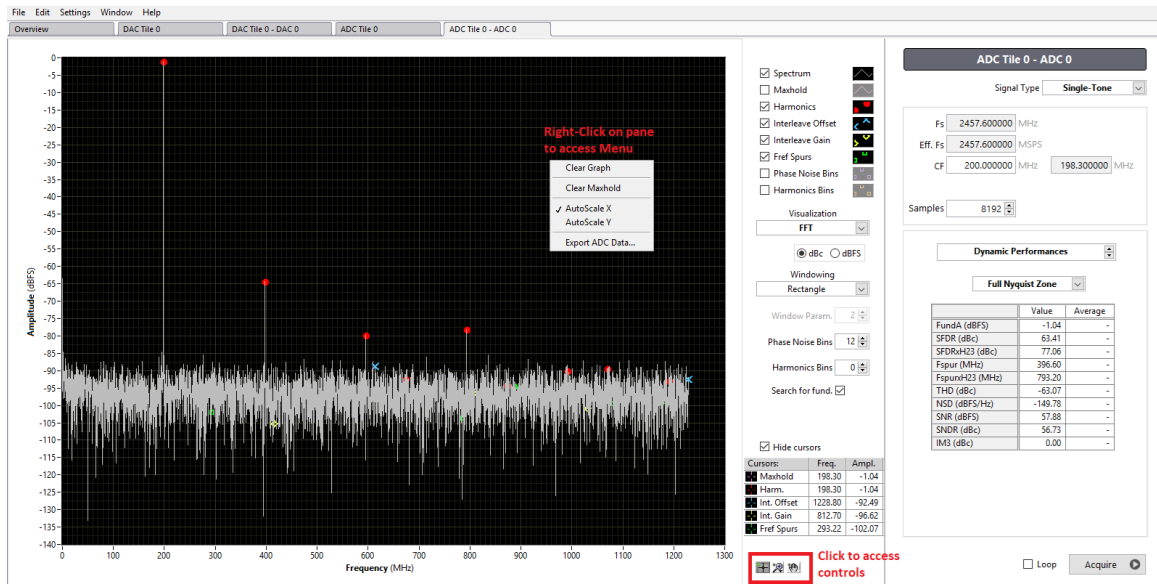 File Edit Settings Window Help
Overview DAC Tile 0 DAC Tile 0 - DAC 0 ADC Tile 0 ADC Tile 0 - ADC 0
Amplitude (dBFS)
0
-5
-10
-15
-20
-25
-30
-35
-40
-45
-50
-55
-60
-65
-70
-75
-80
-85
-90
-95
-100
-105
-110
-115
-120
-125
-130
-135
-140
0 100 200 300 400 500 600 700 800 900 1000 1100 1200 1300
Frequency (MHz)
Right-Click on pane
to access Menu
Clear Graph
Clear Maxhold
AutoScale X
AutoScale Y
Export ADC Data...
Spectrum
Maxhold
Harmonics
Interleave Offset
Interleave Gain
Fref Spurs
Phase Noise Bins
Harmonics Bins
Visualization
FFT
dBc dBFS
Windowing
Rectangle
Window Param. 2
Phase Noise Bins 12
Harmonics Bins 0
Search for fund.
Hide cursors
Cursors: Freq. Ampl.
Maxhold 198.30 -1.04
Harm. 198.30 -1.04
Int. Offset 1228.80 -92.49
Int. Gain 812.70 -96.62
Fref Spurs 293.22 -102.07
Click to access
controls
ADC Tile 0 - ADC 0
Signal Type Single-Tone
Fs 2457.600000 MHz
Eff. Fs 2457.600000 MSPS
CF 200.000000 MHz 198.300000 MHz
Samples 8192
Dynamic Performances
Full Nyquist Zone
Value Average
FundA (dBFS) -1.04 -
SFDR (dBc) 63.41 -
SFDRxH23 (dBc) 77.06 -
Fspur (MHz) 396.60 -
FspurxH23 (MHz) 793.20 -
THD (dBc) -63.07 -
NSD (dBFS/Hz) -149.78 -
SNR (dBFS) 57.88 -
SNDR (dBc) 56.73 -
IM3 (dBc) 0.00 -
Loop Acquire